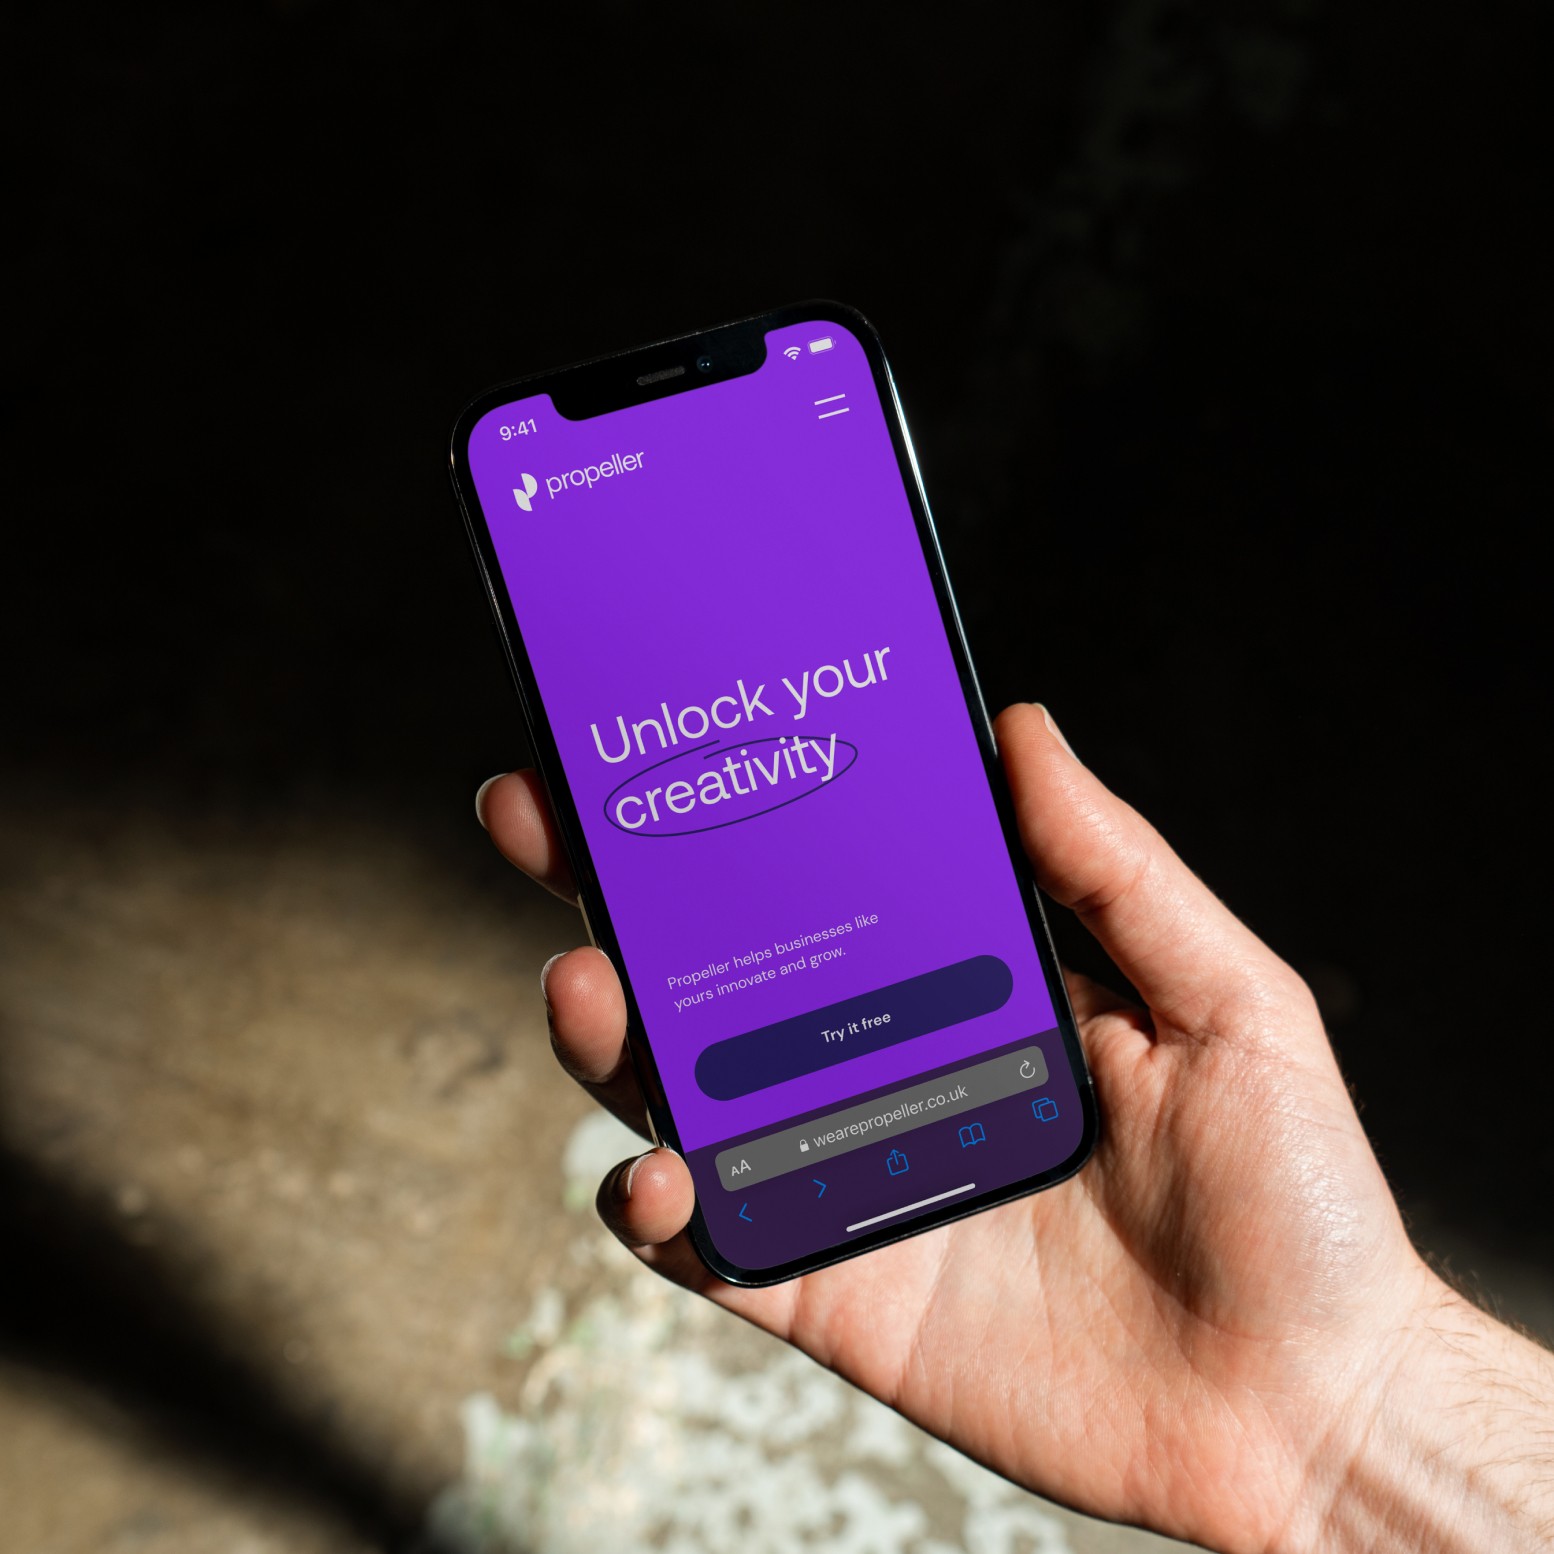 9:41
propeller
Unlock your
creativity
Propeller helps businesses like
yours innovate and grow.
Try it free
AA wearepropeller.co.uk